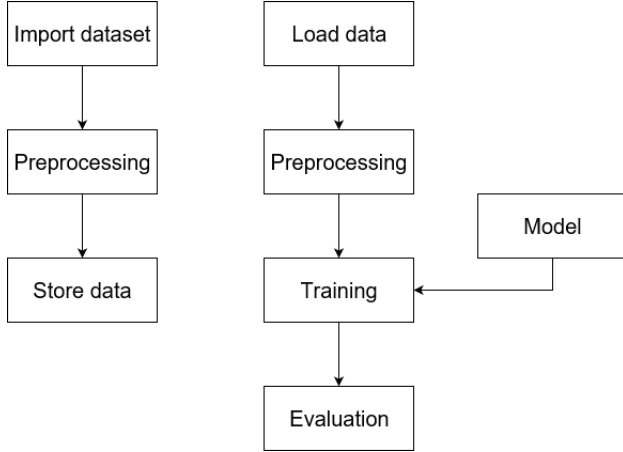 Import dataset
Preprocessing
Store data
Load data
Preprocessing
Training
Evaluation
Model